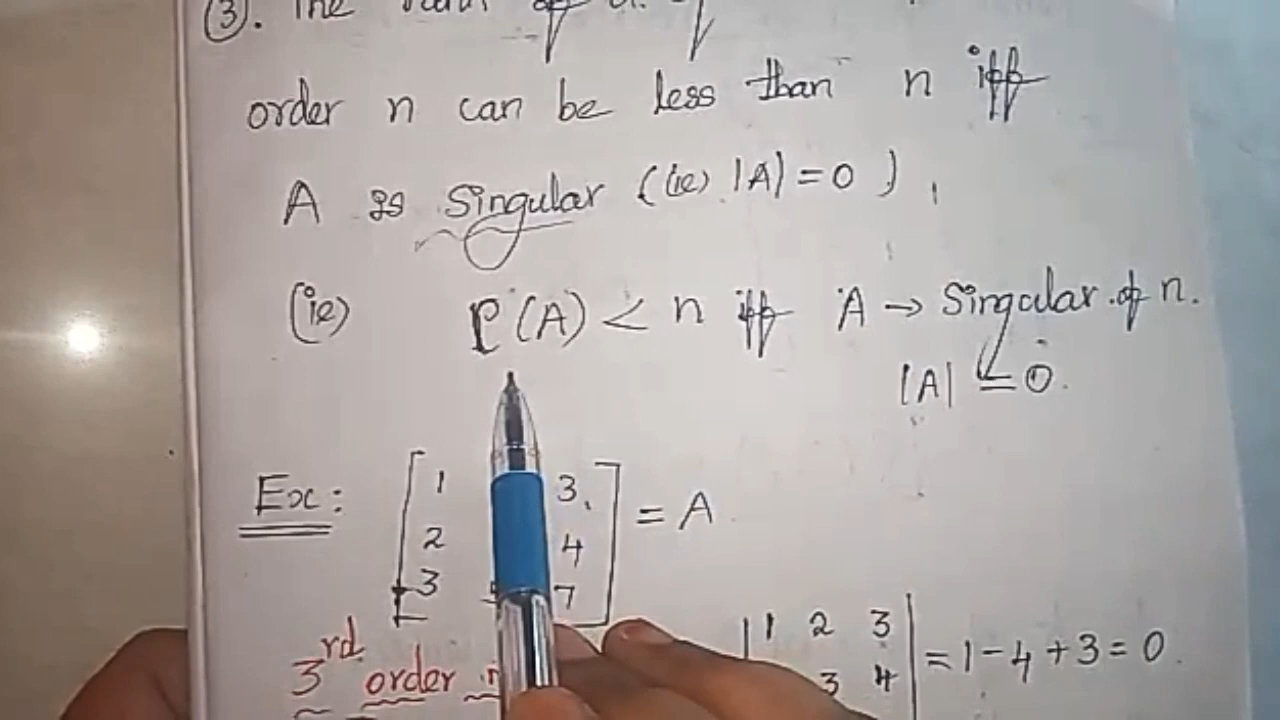 (3). The of
order n can be less than n iff
A is Singular ((ie) |A| = 0),
(ie) ρ(A) < n iff A → Singular of n.
|A| = 0.
Ex: [1 3, = A
2 4
3 7]
|1 2 3| = 1 - 4 + 3 = 0.
3rd order
3 4